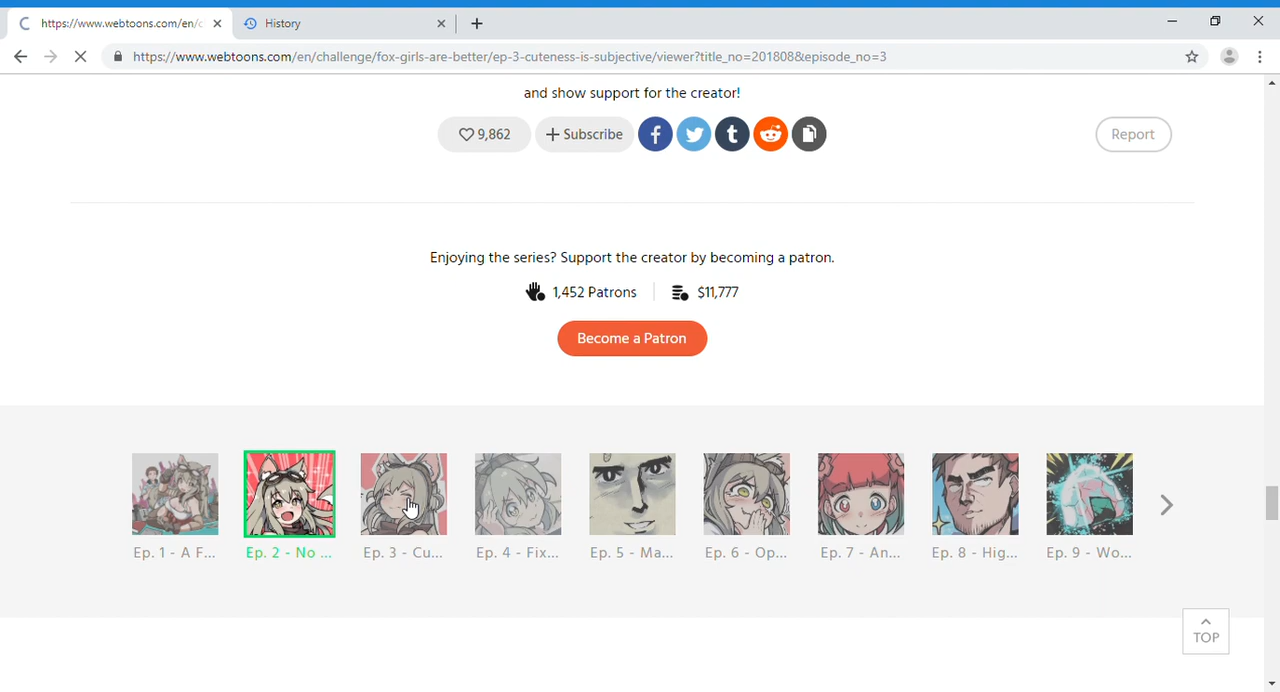 https://www.webtoons.com/en/c
History
https://www.webtoons.com/en/challenge/fox-girls-are-better/ep-3-cuteness-is-subjective/viewer?title_no=201808&episode_no=3
and show support for the creator!
9,862
Subscribe
Report
Enjoying the series? Support the creator by becoming a patron.
1,452 Patrons
$11,777
Become a Patron
Ep. 1 - A F...
Ep. 2 - No ...
Ep. 3 - Cu...
Ep. 4 - Fix...
Ep. 5 - Ma...
Ep. 6 - Op...
Ep. 7 - An...
Ep. 8 - Hig...
Ep. 9 - Wo...
TOP